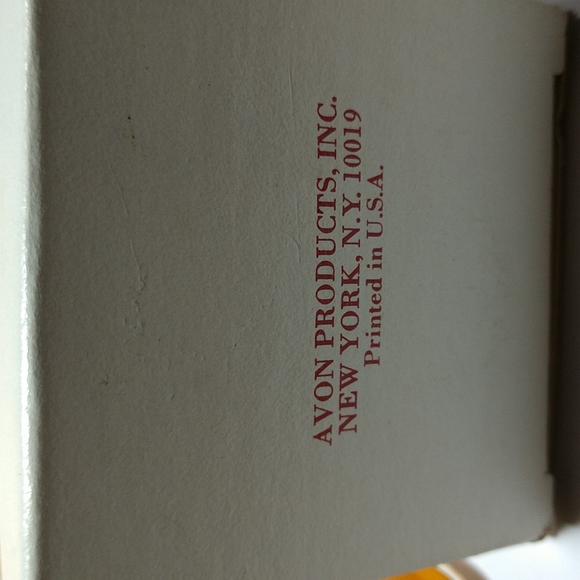 AVON PRODUCTS, INC.
NEW YORK, N.Y. 10019
Printed in U.S.A.